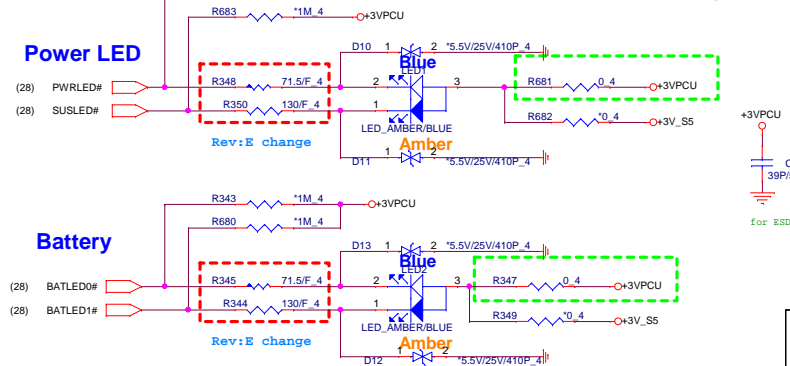 R683 *1M_4 +3VPCU
Power LED
D10 1 2 *5.5V/25V/410P_4
Blue
LED1
(28) PWRLED# R348 71.5/F_4 2 3 R681 0_4 +3VPCU
(28) SUSLED# R350 130/F_4 1 R682 *0_4 +3V_S5
LED_AMBER/BLUE
Rev:E change
Amber
D11 1 2 *5.5V/25V/410P_4
+3VPCU
39P/
for ESD
R343 *1M_4 +3VPCU
R680 *1M_4
Battery
D13 1 2 *5.5V/25V/410P_4
Blue
LED2
(28) BATLED0# R345 71.5/F_4 2 3 R347 0_4 +3VPCU
(28) BATLED1# R344 130/F_4 1 R349 *0_4 +3V_S5
LED_AMBER/BLUE
Rev:E change
Amber
D12 1 2 *5.5V/25V/410P_4